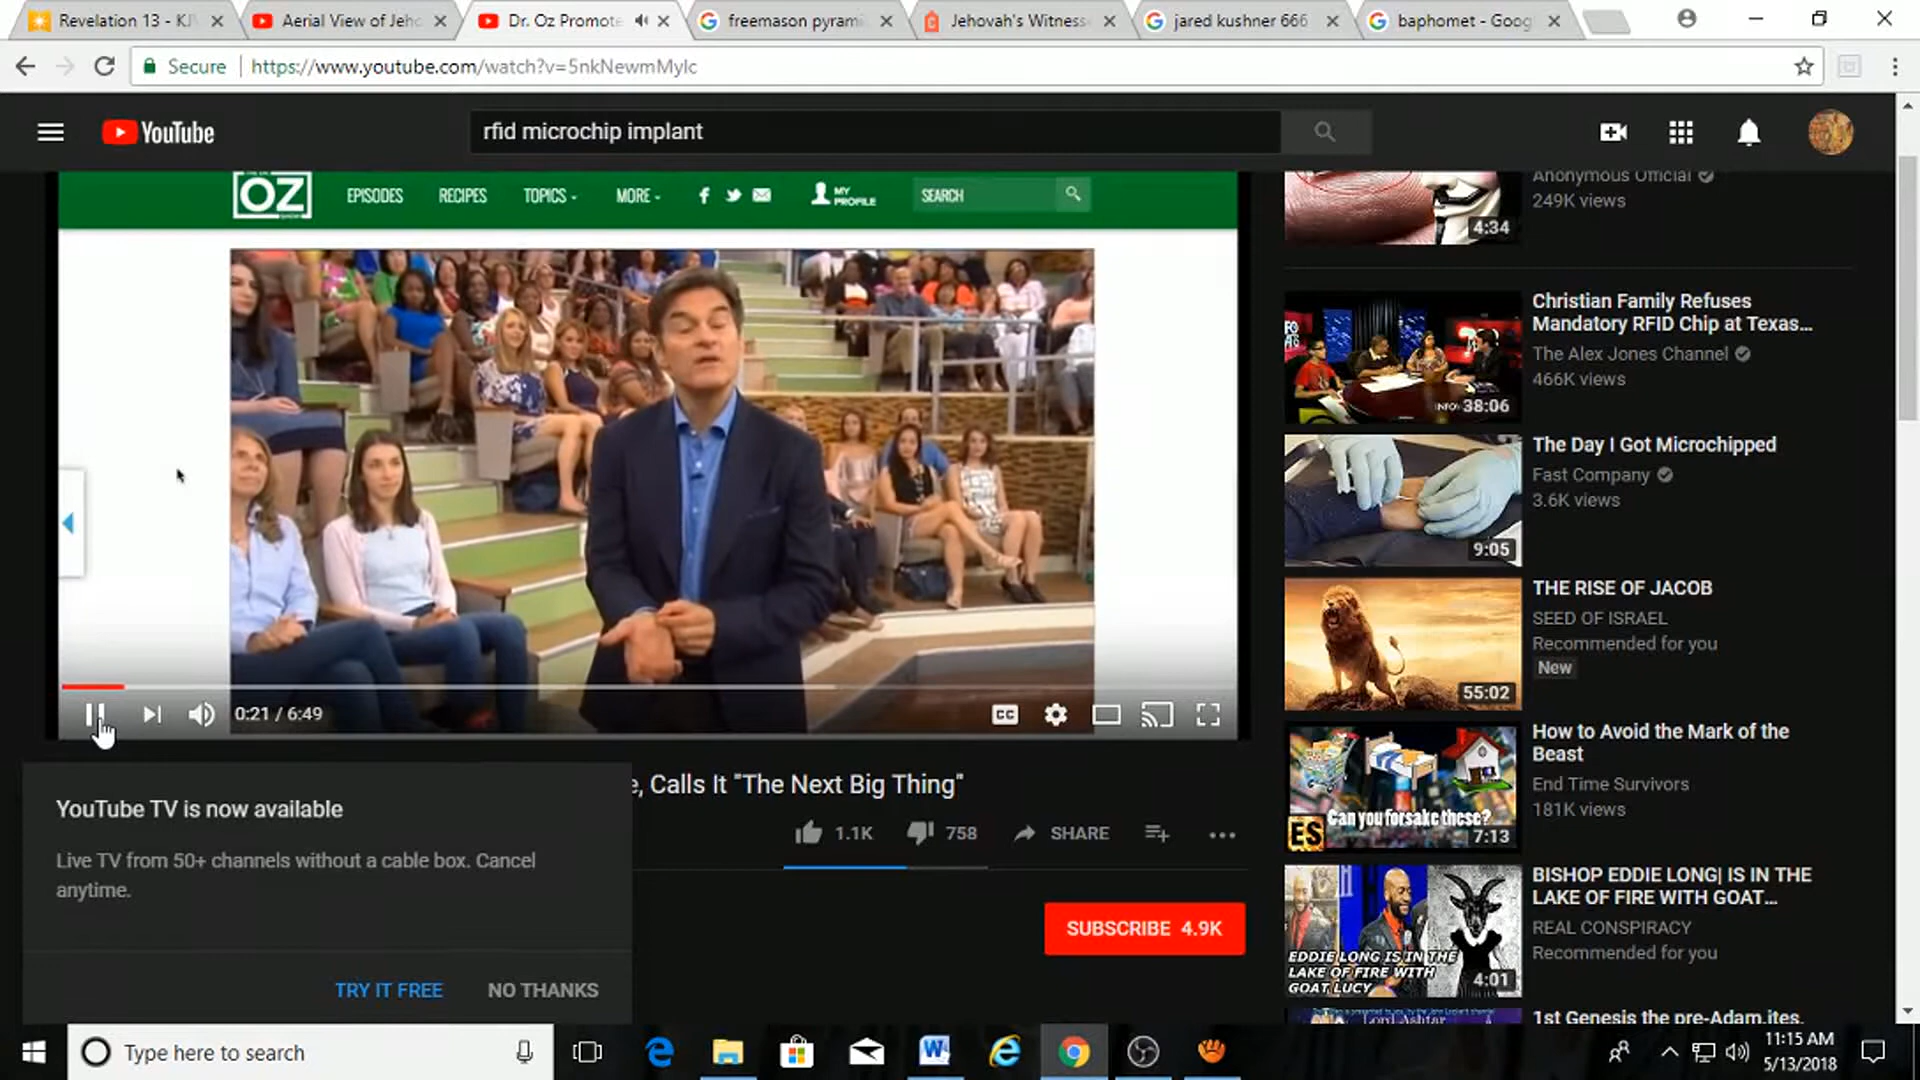 Revelation 13 - KJV
Aerial View of Jeho
Dr. Oz Promote
freemason pyrami
Jehovah's Witness
jared kushner 666
baphomet - Goog
Secure
https://www.youtube.com/watch?v=5nkNewmMyIc
YouTube
rfid microchip implant
OZ
EPISODES
RECIPES
TOPICS
MORE
MY PROFILE
SEARCH
Anonymous Official
249K views
4:34
Christian Family Refuses
Mandatory RFID Chip at Texas...
The Alex Jones Channel
466K views
38:06
The Day I Got Microchipped
Fast Company
3.6K views
9:05
THE RISE OF JACOB
SEED OF ISRAEL
Recommended for you
New
55:02
0:21 / 6:49
CC
How to Avoid the Mark of the
Beast
End Time Survivors
181K views
Can you forsake these?
ES
7:13
e, Calls It "The Next Big Thing"
1.1K
758
SHARE
YouTube TV is now available
Live TV from 50+ channels without a cable box. Cancel
anytime.
TRY IT FREE
NO THANKS
SUBSCRIBE 4.9K
BISHOP EDDIE LONG| IS IN THE
LAKE OF FIRE WITH GOAT...
REAL CONSPIRACY
Recommended for you
EDDIE LONG IS IN THE
LAKE OF FIRE WITH
GOAT LUCY
4:01
1st Genesis the pre-Adam.ites.
Type here to search
11:15 AM
5/13/2018